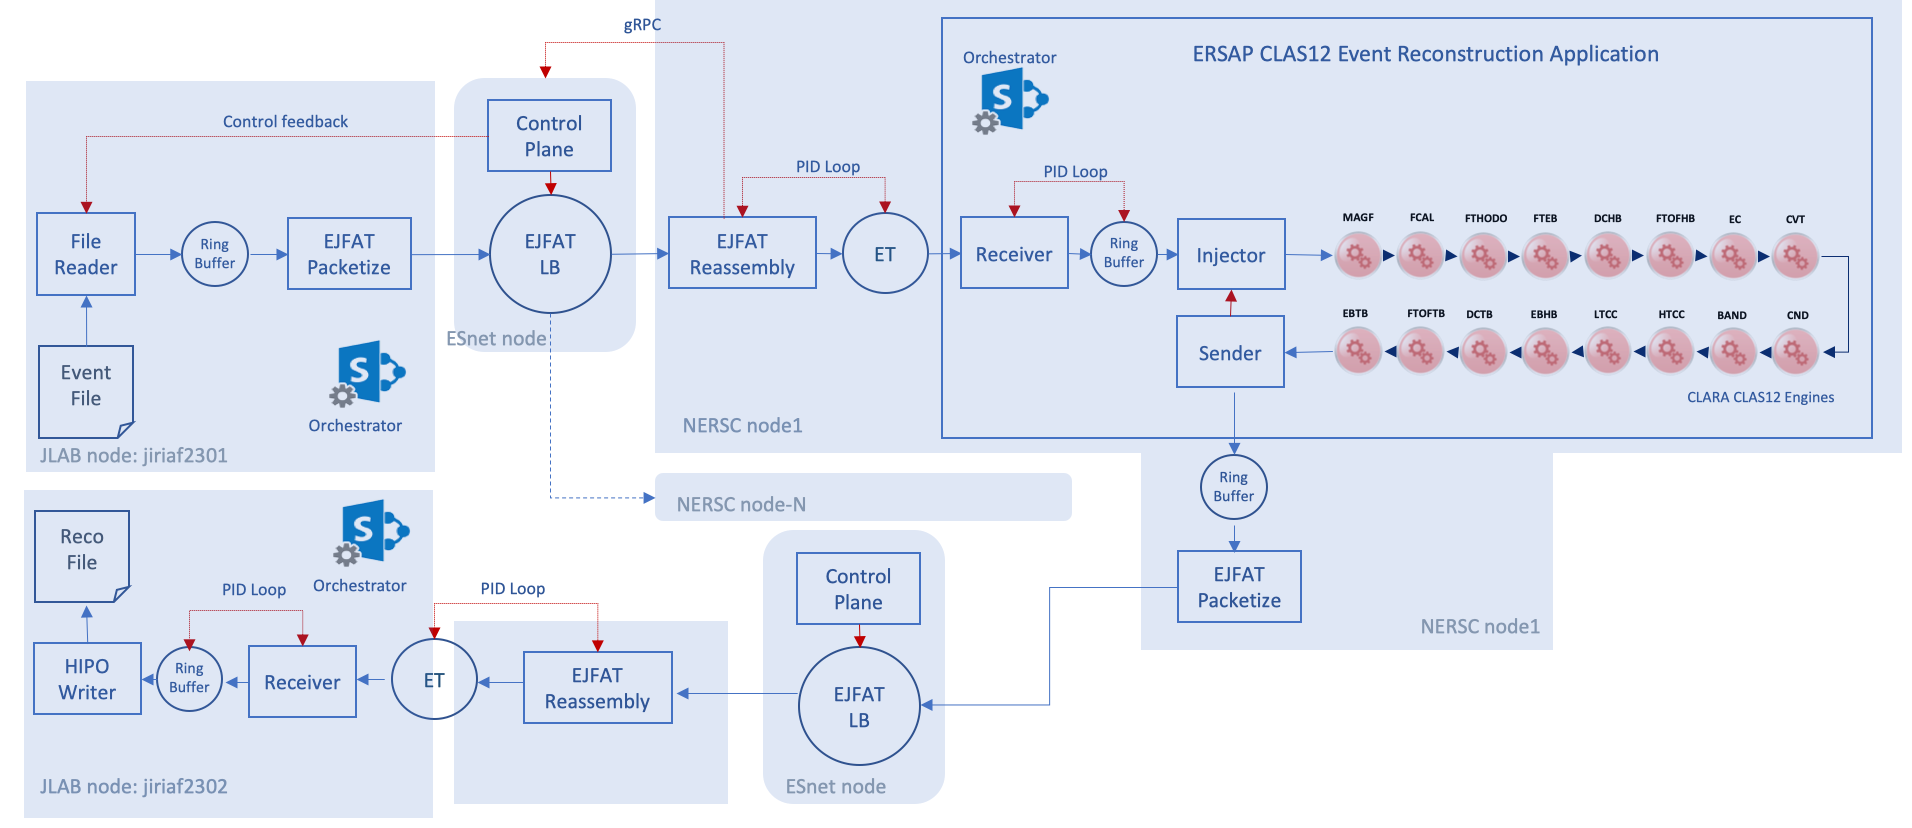 gRPC
Orchestrator
ERSAP CLAS12 Event Reconstruction Application
S
Control feedback
Control
Plane
PID Loop
PID Loop
File
Reader
Ring
Buffer
EJFAT
Packetize
EJFAT
LB
EJFAT
Reassembly
ET
Receiver
Ring
Buffer
Injector
MAGF
FCAL
FTHODO
FTEB
DCHB
FTOFHB
EC
CVT
EBTB
FTOFTB
DCTB
EBHB
LTCC
HTCC
BAND
CND
ESnet node
Sender
Event
File
S
Orchestrator
CLARA CLAS12 Engines
NERSC node1
JLAB node: jiriaf2301
Ring
Buffer
NERSC node-N
Reco
File
S
Orchestrator
PID Loop
PID Loop
Control
Plane
EJFAT
Packetize
NERSC node1
HIPO
Writer
Ring
Buffer
Receiver
ET
EJFAT
Reassembly
EJFAT
LB
JLAB node: jiriaf2302
ESnet node